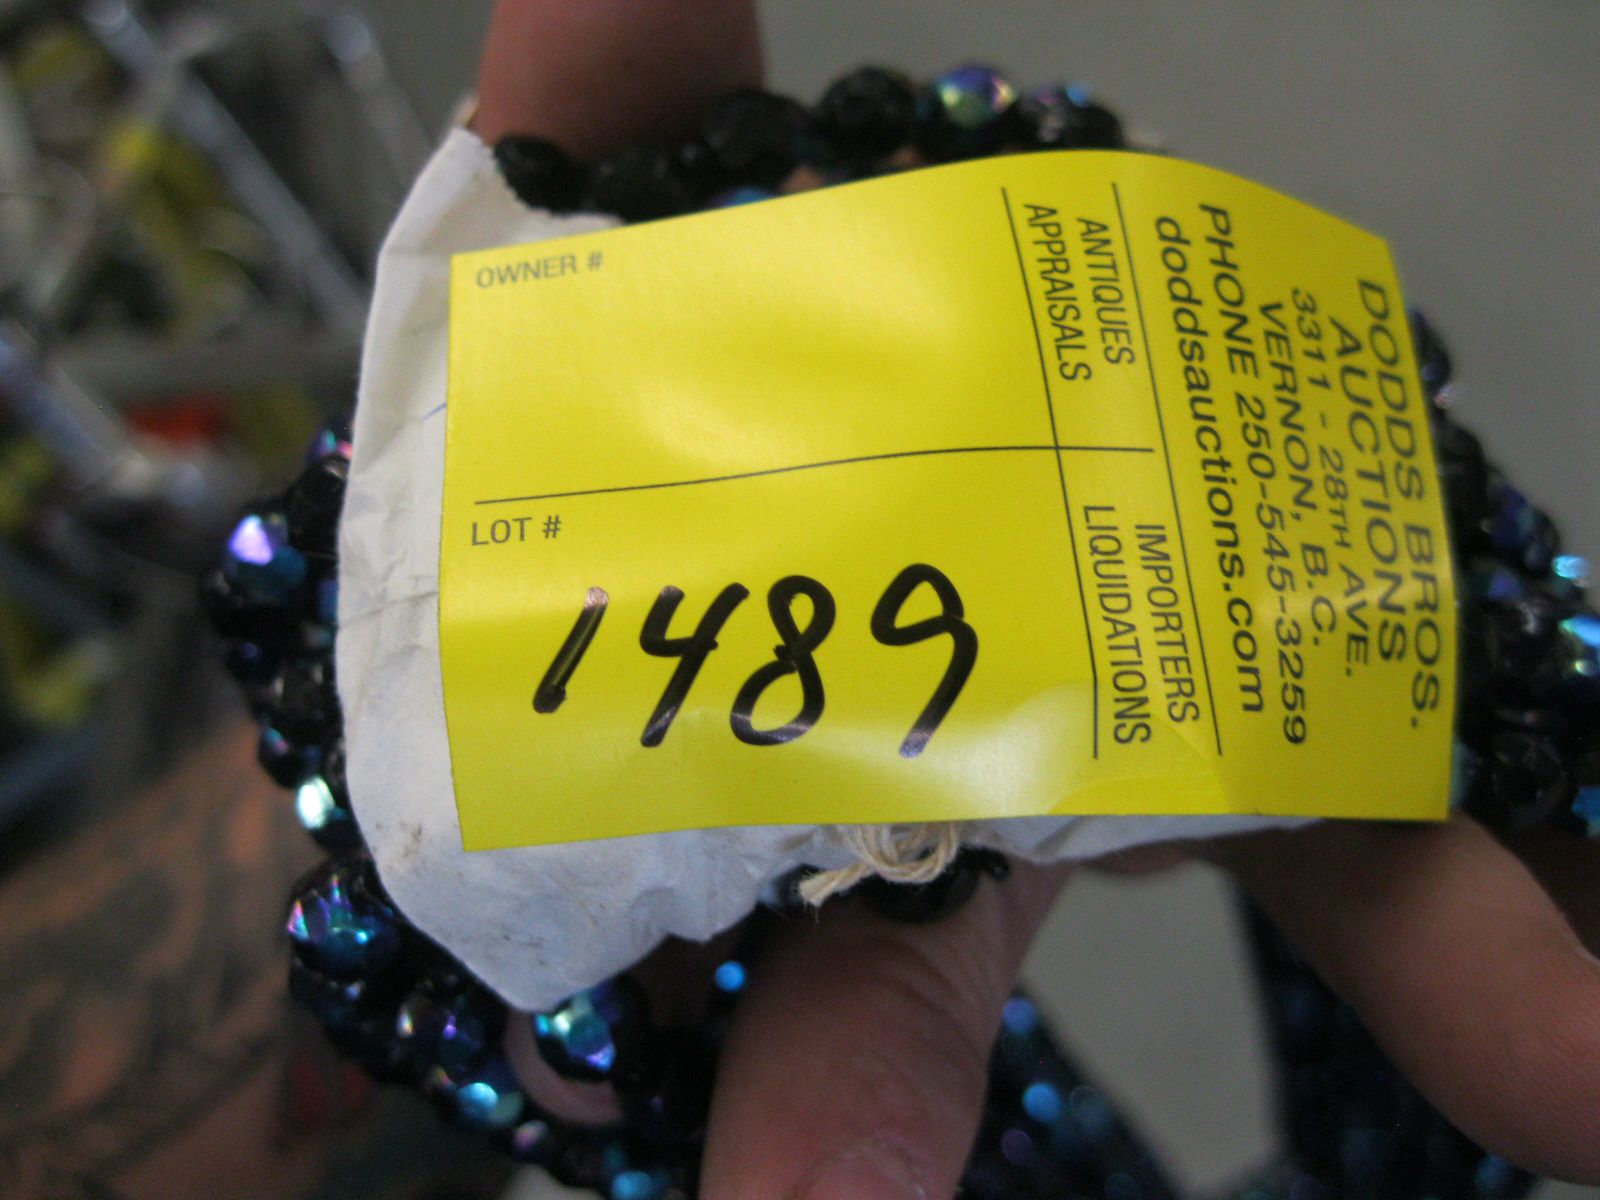 DODDS BROS.
AUCTIONS
3311 - 28TH AVE.
VERNON, B.C.
PHONE 250-545-3259
doddsauctions.com
ANTIQUES
APPRAISALS
IMPORTERS
LIQUIDATIONS
OWNER #
LOT #
1489